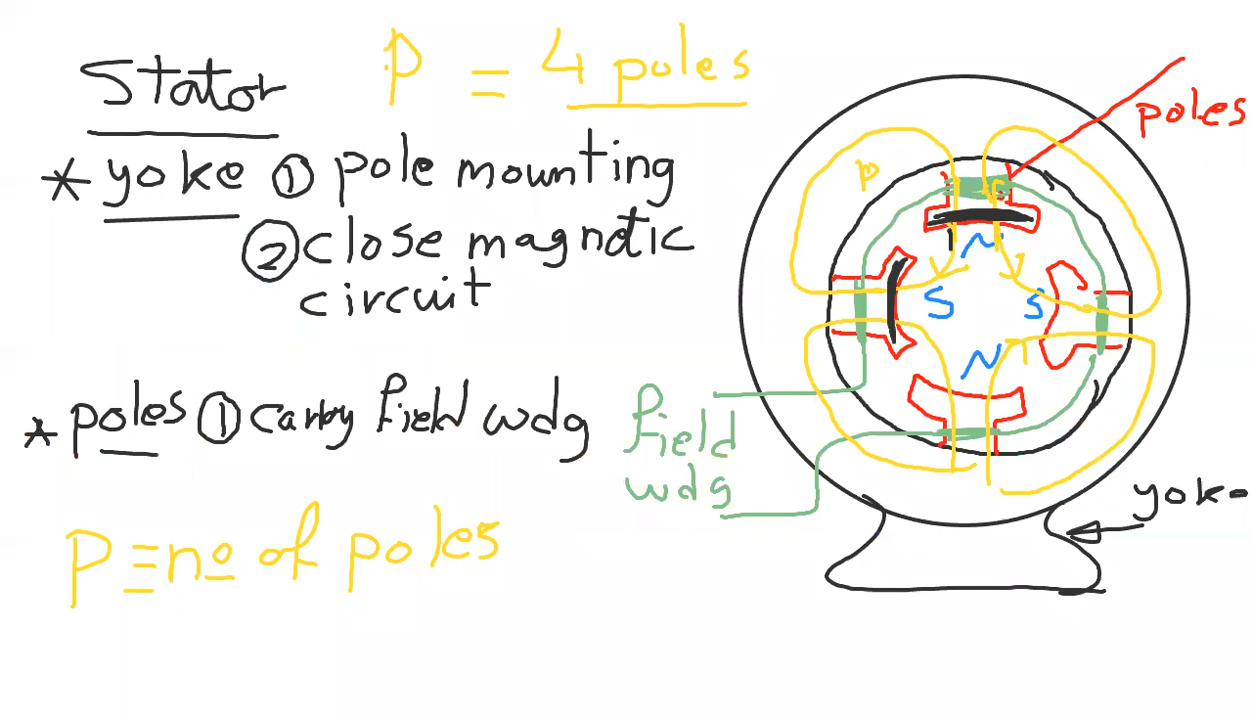 P = 4 poles
Stator
* yoke ① pole mounting
② close magnetic
circuit
* poles ① carry field wdg
P ≡ no of poles
poles
P
N
S
S
N
field
wdg
yoke